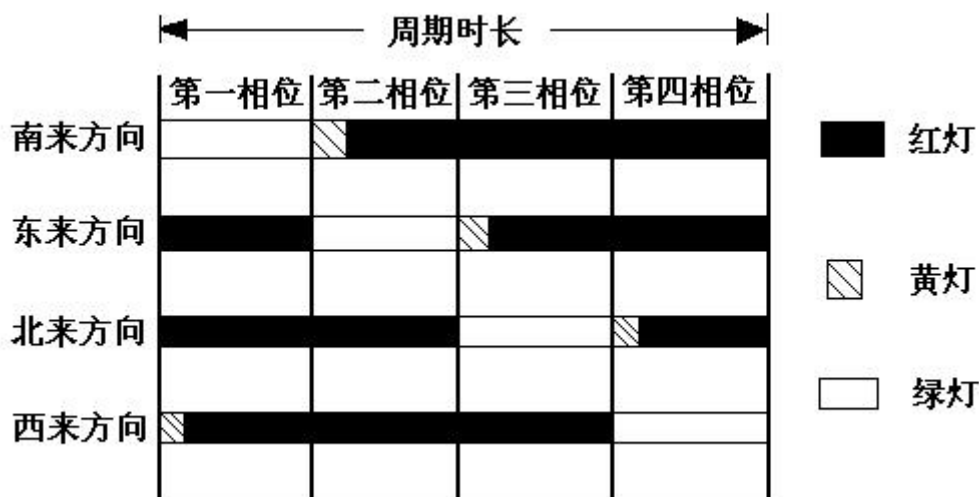 周期时长
第一相位 第二相位 第三相位 第四相位
南来方向
东来方向
北来方向
西来方向
红灯
黄灯
绿灯